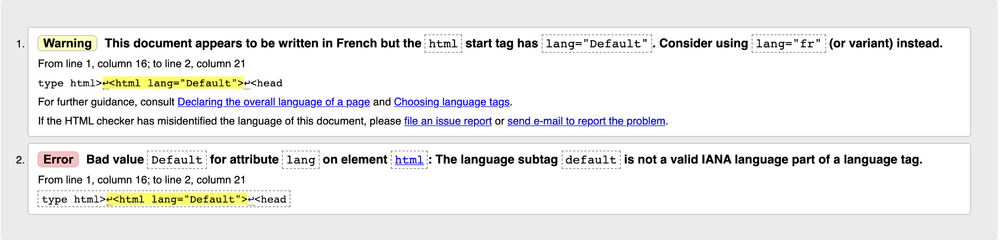 1. Warning This document appears to be written in French but the html start tag has lang="Default". Consider using lang="fr" (or variant) instead.
From line 1, column 16; to line 2, column 21
type html>↩<html lang="Default">↩<head
For further guidance, consult Declaring the overall language of a page and Choosing language tags.
If the HTML checker has misidentified the language of this document, please file an issue report or send e-mail to report the problem.
2. Error Bad value Default for attribute lang on element html: The language subtag default is not a valid IANA language part of a language tag.
From line 1, column 16; to line 2, column 21
type html>↩<html lang="Default">↩<head